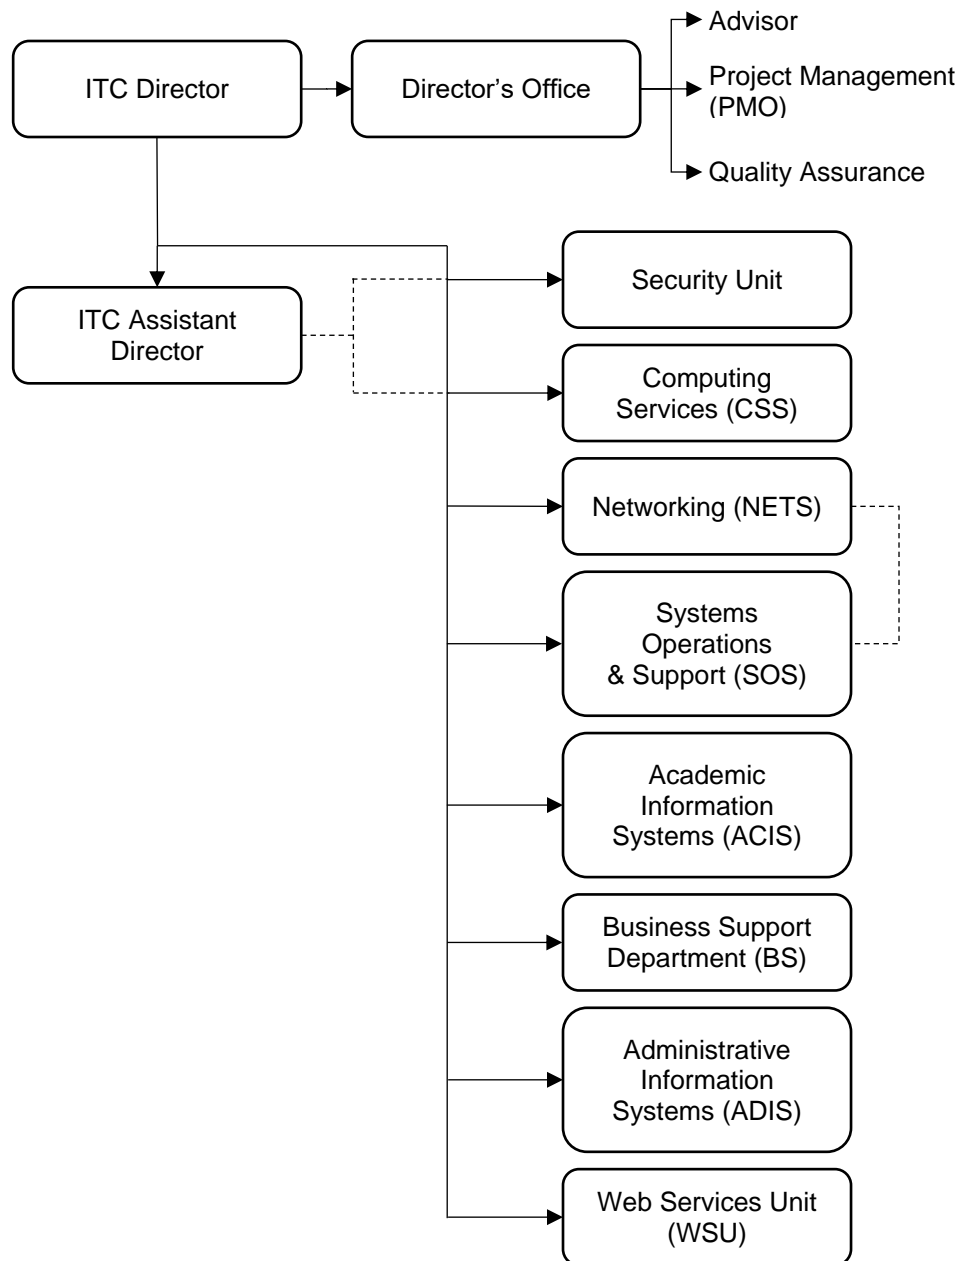 ITC Director
Director’s Office
Advisor
Project Management
(PMO)
Quality Assurance
ITC Assistant
Director
Security Unit
Computing
Services (CSS)
Networking (NETS)
Systems
Operations
& Support (SOS)
Academic
Information
Systems (ACIS)
Business Support
Department (BS)
Administrative
Information
Systems (ADIS)
Web Services Unit
(WSU)